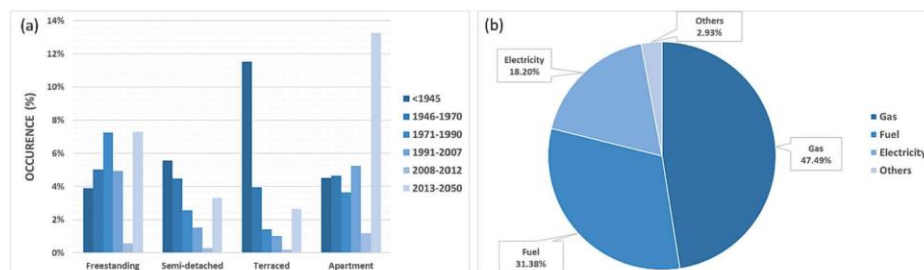 (a)
14%
12%
10%
8%
6%
4%
2%
0%
OCCURENCE (%)
Freestanding Semi-detached Terraced Apartment
<1945
1946-1970
1971-1990
1991-2007
2008-2012
2013-2050
(b)
Others
2.93%
Electricity
18.20%
Gas
47.49%
Fuel
31.38%
Gas
Fuel
Electricity
Others